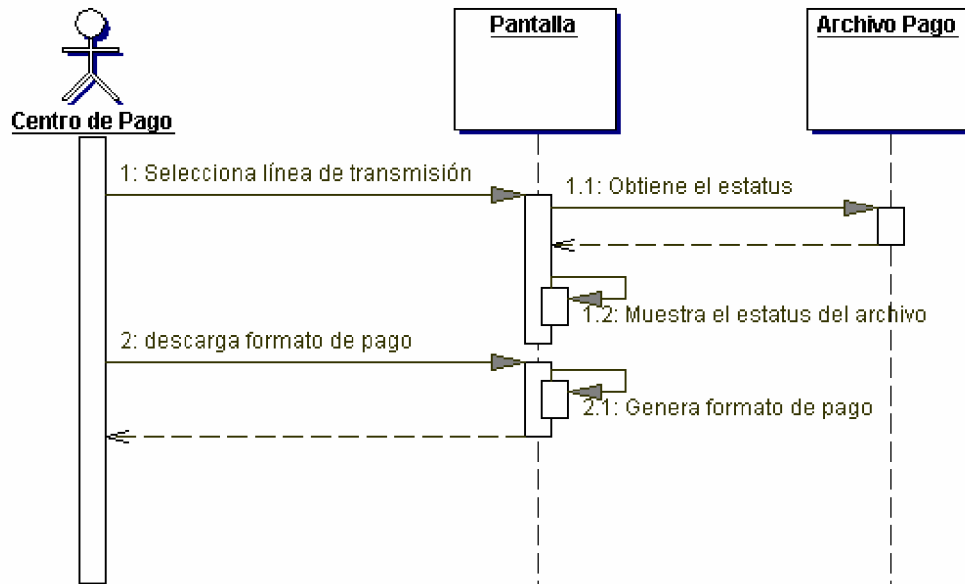 Pantalla
Archivo Pago
Centro de Pago
1: Selecciona línea de transmisión
1.1: Obtiene el estatus
1.2: Muestra el estatus del archivo
2: descarga formato de pago
2.1: Genera formato de pago